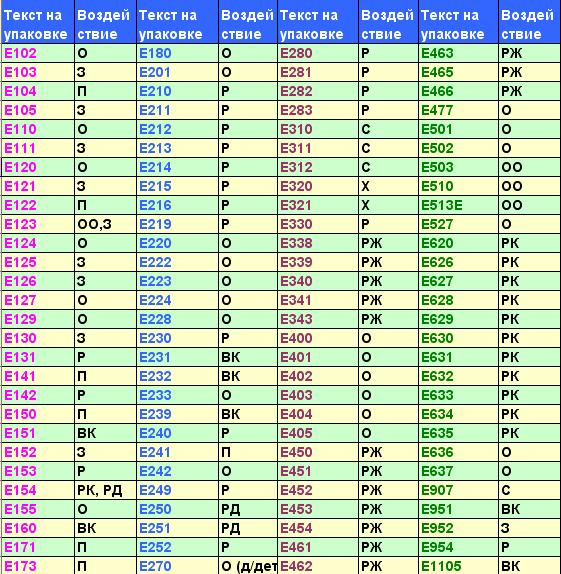 Текст на упаковке Воздей ствие Текст на упаковке Воздей ствие Текст на упаковке Воздей ствие Текст на упаковке Воздей ствие
E102 О E180 О E280 Р E463 РЖ
E103 З E201 О E281 Р E465 РЖ
E104 П E210 Р E282 Р E466 РЖ
E105 З E211 Р E283 Р E477 О
E110 О E212 Р E310 С E501 О
E111 З E213 Р E311 С E502 О
E120 О E214 Р E312 С E503 ОО
E121 З E215 Р E320 Х E510 ОО
E122 П E216 Р E321 Х E513E ОО
E123 ОО,З E219 Р E330 Р E527 О
E124 О E220 О E338 РЖ E620 РК
E125 З E222 О E339 РЖ E626 РК
E126 З E223 О E340 РЖ E627 РК
E127 О E224 О E341 РЖ E628 РК
E129 О E228 О E343 РЖ E629 РК
E130 З E230 Р E400 О E630 РК
E131 Р E231 ВК E401 О E631 РК
E141 П E232 ВК E402 О E632 РК
E142 Р E233 О E403 О E633 РК
E150 П E239 ВК E404 О E634 РК
E151 ВК E240 Р E405 О E635 РК
E152 З E241 П E450 РЖ E636 О
E153 Р E242 О E451 РЖ E637 О
E154 РК, РД E249 Р E452 РЖ E907 С
E155 О E250 РД E453 РЖ E951 ВК
E160 ВК E251 РД E454 РЖ E952 З
E171 П E252 Р E461 РЖ E954 Р
E173 П E270 О (д/дет E462 РЖ E1105 ВК